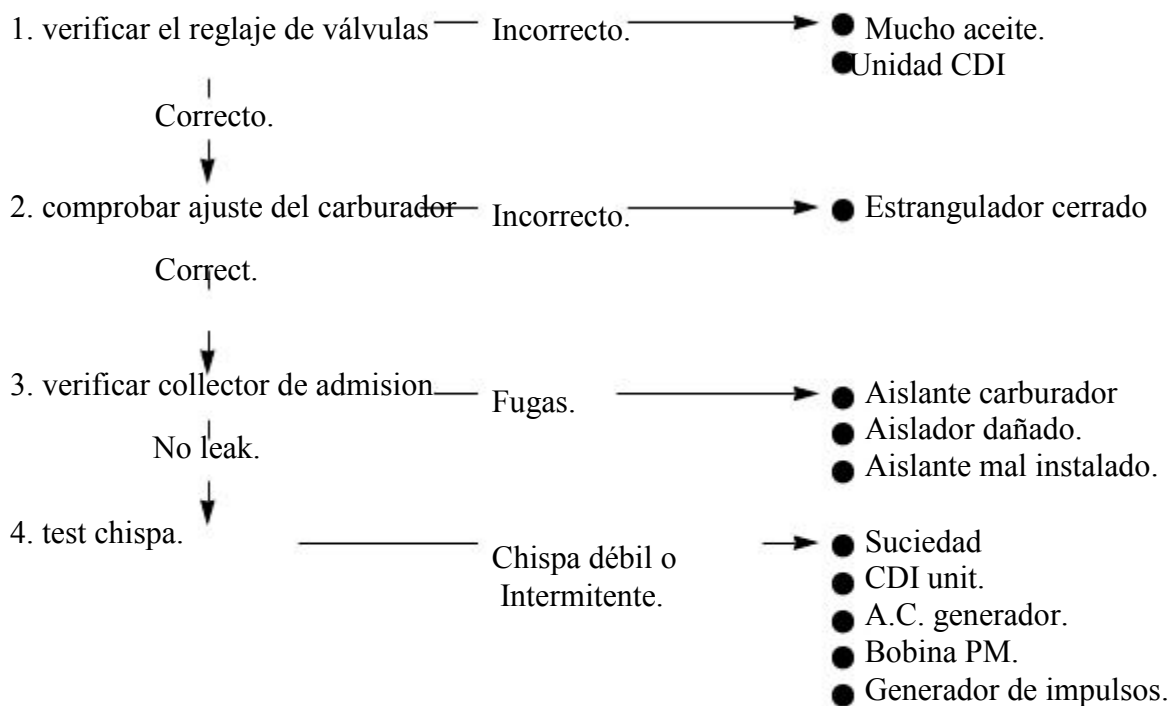 1. verificar el reglaje de válvulas Incorrecto. Mucho aceite.
Unidad CDI
Correcto.
2. comprobar ajuste del carburador Incorrecto. Estrangulador cerrado
Correct.
3. verificar collector de admision Fugas. Aislante carburador
Aislador dañado.
No leak.
Aislante mal instalado.
4. test chispa. Chispa débil o
Intermitente.
Suciedad
CDI unit.
A.C. generador.
Bobina PM.
Generador de impulsos.